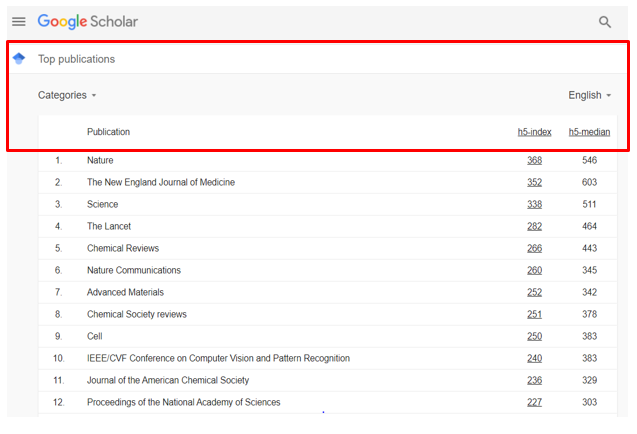 Google Scholar
Top publications
Categories English
Publication h5-index h5-median
1. Nature 368 546
2. The New England Journal of Medicine 352 603
3. Science 338 511
4. The Lancet 282 464
5. Chemical Reviews 266 443
6. Nature Communications 260 345
7. Advanced Materials 252 342
8. Chemical Society reviews 251 378
9. Cell 250 383
10. IEEE/CVF Conference on Computer Vision and Pattern Recognition 240 383
11. Journal of the American Chemical Society 236 329
12. Proceedings of the National Academy of Sciences 227 303